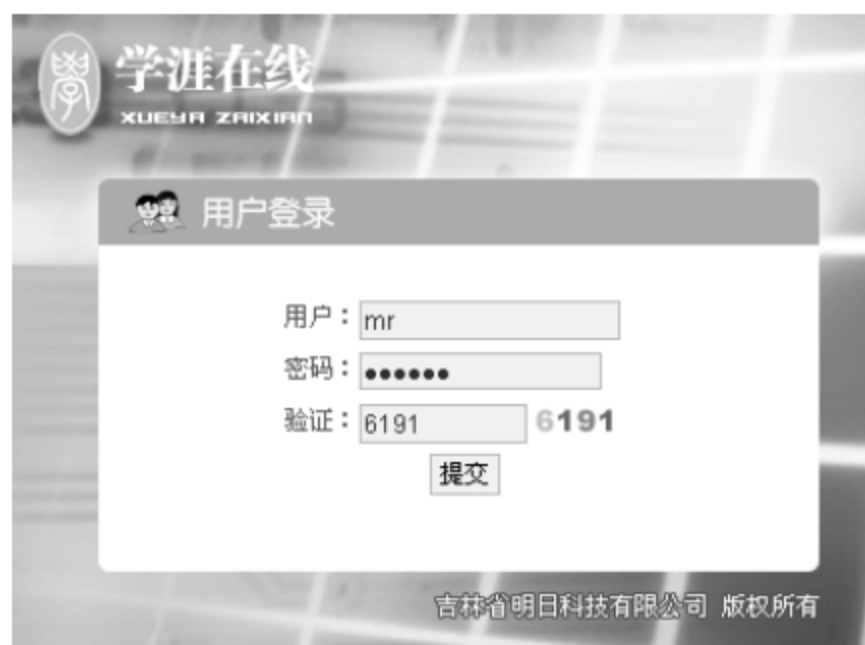 學
学涯在线
XUEYA ZAIXIAN
用户登录
用户：mr
密码：●●●●●●
验证：6191 6191
提交
吉林省明日科技有限公司 版权所有